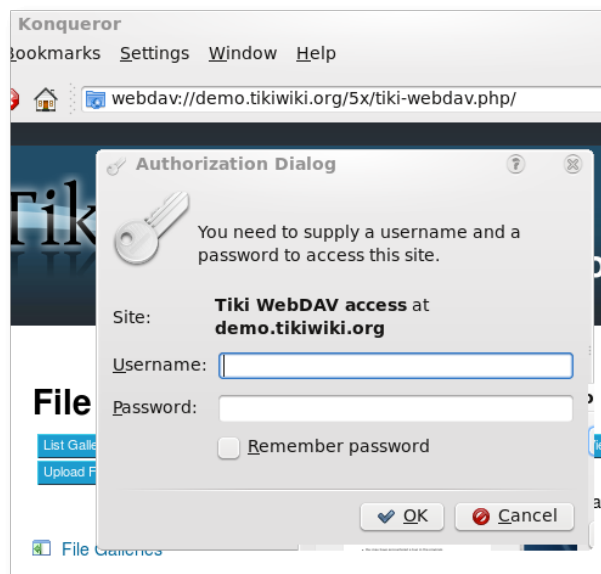 Konqueror
Bookmarks Settings Window Help
webdav://demo.tikiwiki.org/5x/tiki-webdav.php/
Authorization Dialog
Tik
You need to supply a username and a
password to access this site.
Site:
Tiki WebDAV access at
demo.tikiwiki.org
Username:
Password:
Remember password
OK Cancel
File
List Galle
Upload F
File Galleries